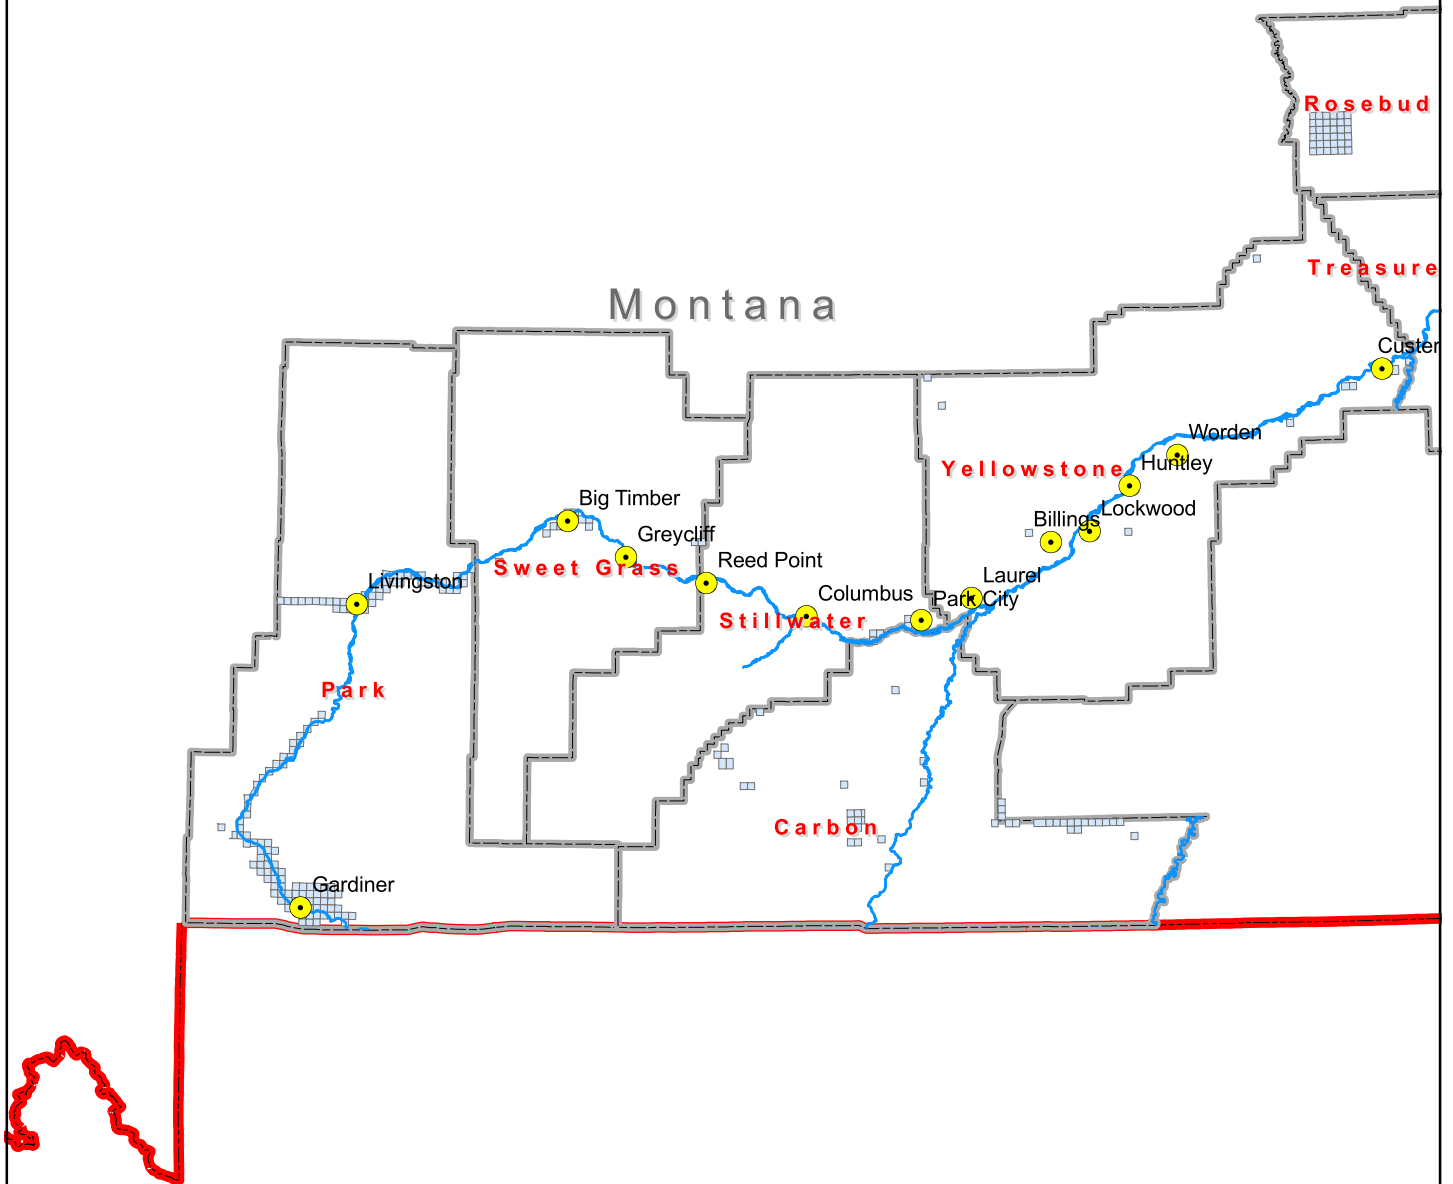 Rosebud
Treasure
Montana
Custer
Worden
Huntley
Yellowstone
Big Timber
Lockwood
Billings
Greycliff
Reed Point
Sweet Grass
Livingston
Laurel
Columbus
Park City
Stillwater
Park
Carbon
Gardiner